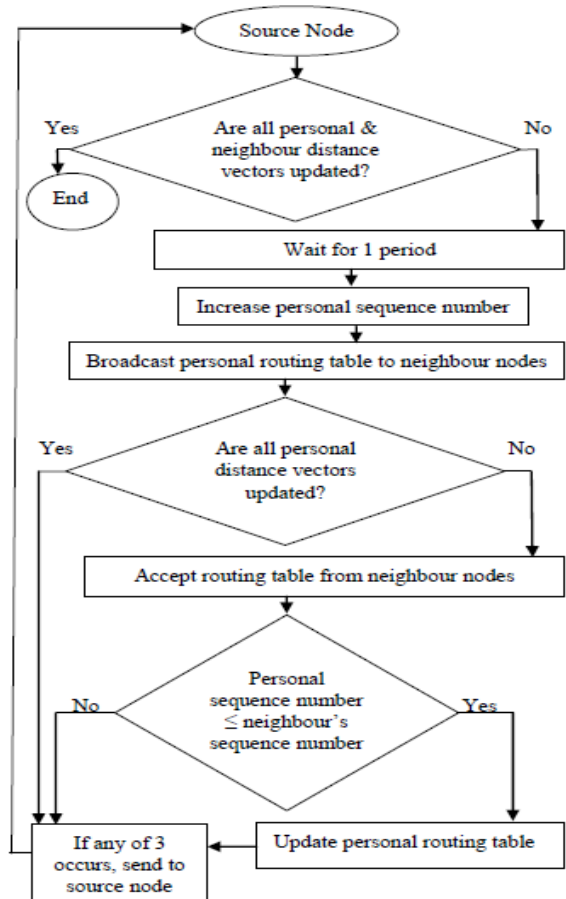 Source Node
Yes
Are all personal &
neighbour distance
vectors updated?
No
End
Wait for 1 period
Increase personal sequence number
Broadcast personal routing table to neighbour nodes
Yes
Are all personal
distance vectors
updated?
No
Accept routing table from neighbour nodes
Personal
sequence number
≤ neighbour's
sequence number
No
Yes
If any of 3
occurs, send to
source node
Update personal routing table